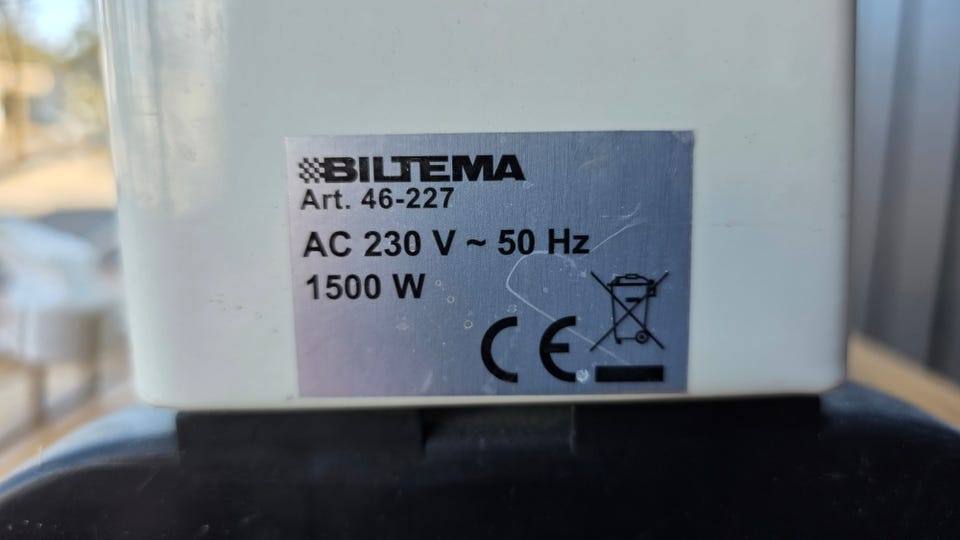 BILTEMA
Art. 46-227
AC 230 V ~ 50 Hz
1500 W
CE